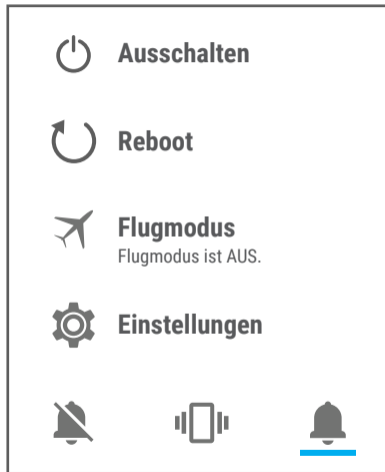 Ausschalten
Reboot
Flugmodus
Flugmodus ist AUS.
Einstellungen